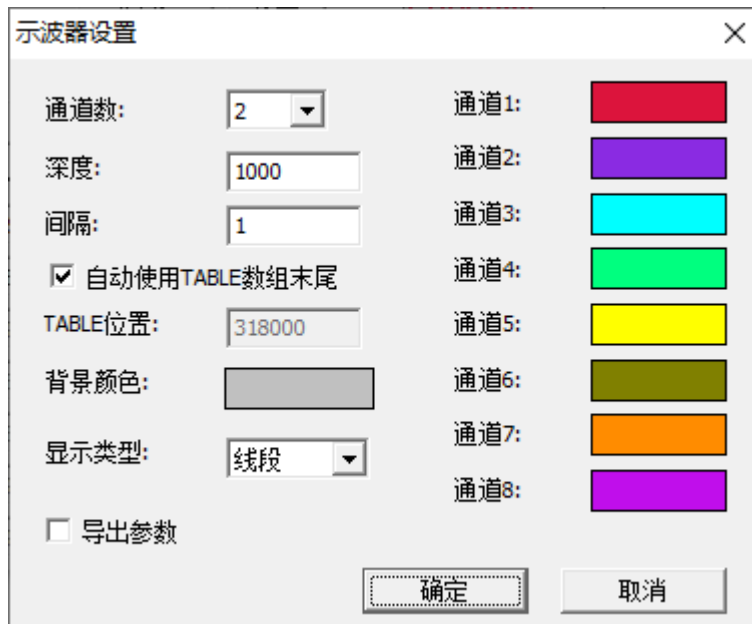 示波器设置
通道数:
2
深度:
1000
间隔:
1
自动使用TABLE数组末尾
TABLE位置:
318000
背景颜色:
显示类型:
线段
导出参数
通道1:
通道2:
通道3:
通道4:
通道5:
通道6:
通道7:
通道8:
确定
取消